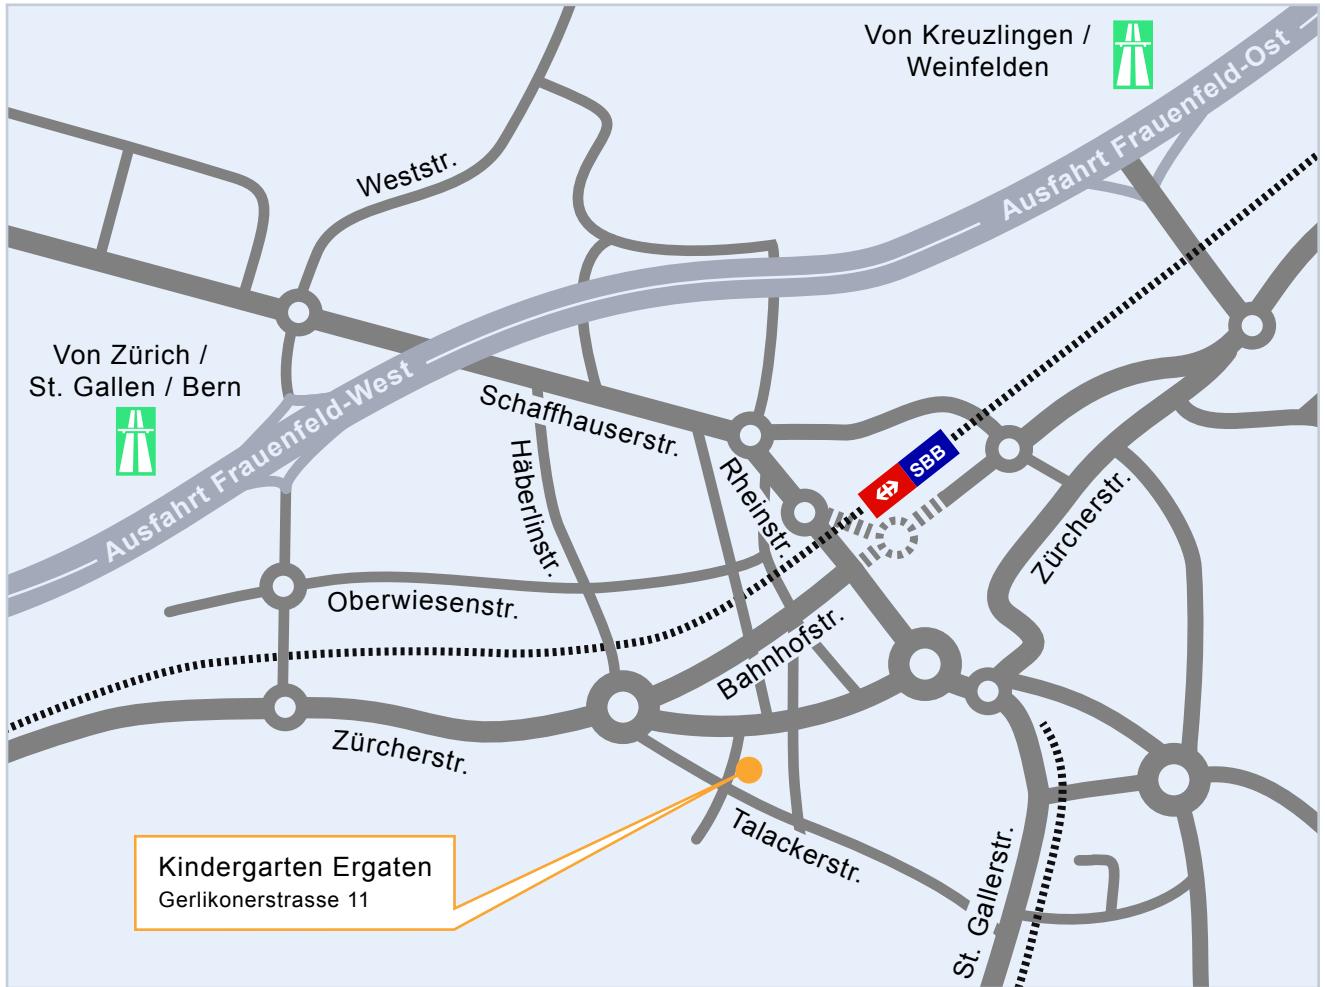 Von Kreuzlingen /
Weinfelden
Ausfahrt Frauenfeld-Ost
Weststr.
Von Zürich /
St. Gallen / Bern
Ausfahrt Frauenfeld-West
Schaffhauserstr.
Häberlinstr.
Rheinstr.
SBB
Zürcherstr.
Oberwiesenstr.
Bahnhofstr.
Zürcherstr.
Talackerstr.
St. Gallerstr.
Kindergarten Ergaten
Gerlikonerstrasse 11